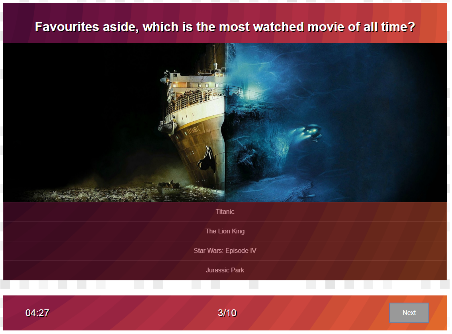 Favourites aside, which is the most watched movie of all time?
Titanic
The Lion King
Star Wars: Episode IV
Jurassic Park
04:27
3/10
Next